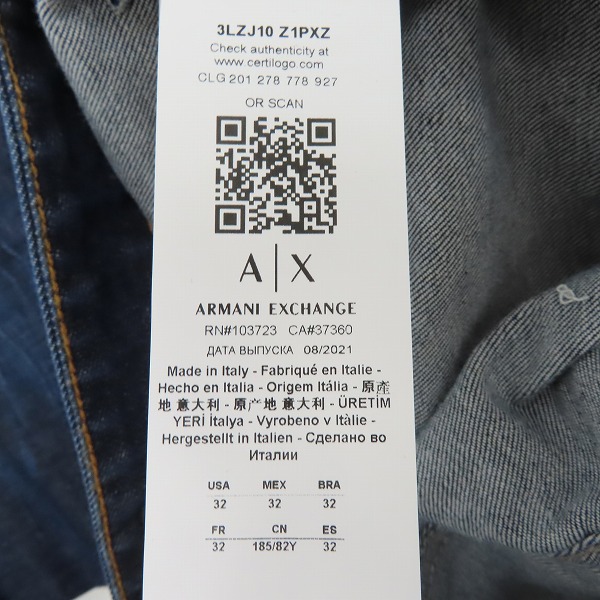 3LZJ10 Z1PXZ
Check authenticity at
www.certilogo.com
CLG 201 278 778 927
OR SCAN
A|X
ARMANI EXCHANGE
RN#103723 CA#37360
ДАТА ВЫПУСКА 08/2021
Made in Italy - Fabriqué en Italie -
Hecho en Italia - Origem Itália - 原產
地 意大利 - 原产地 意大利 - ÜRETİM
YERİ İtalya - Vyrobeno v Itàlie -
Hergestellt in Italien - Сделано во
Италии
USA MEX BRA
32 32 32
FR CN ES
32 185/82Y 32